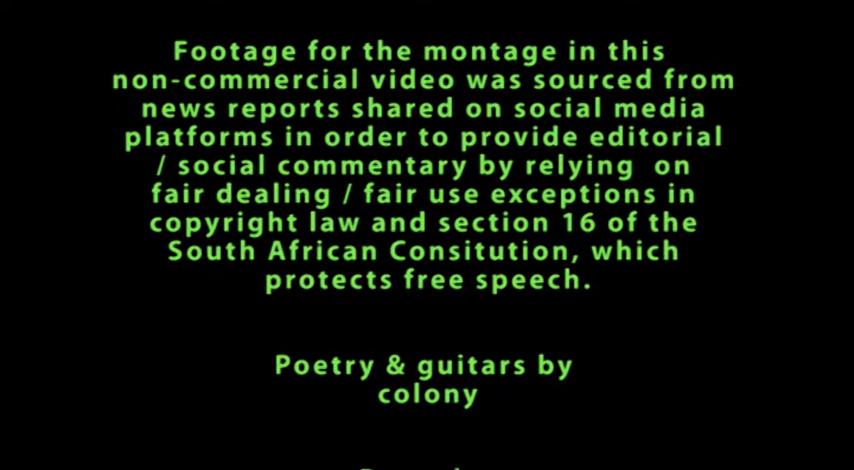 Footage for the montage in this
non-commercial video was sourced from
news reports shared on social media
platforms in order to provide editorial
/ social commentary by relying on
fair dealing / fair use exceptions in
copyright law and section 16 of the
South African Consitution, which
protects free speech.
Poetry & guitars by
colony